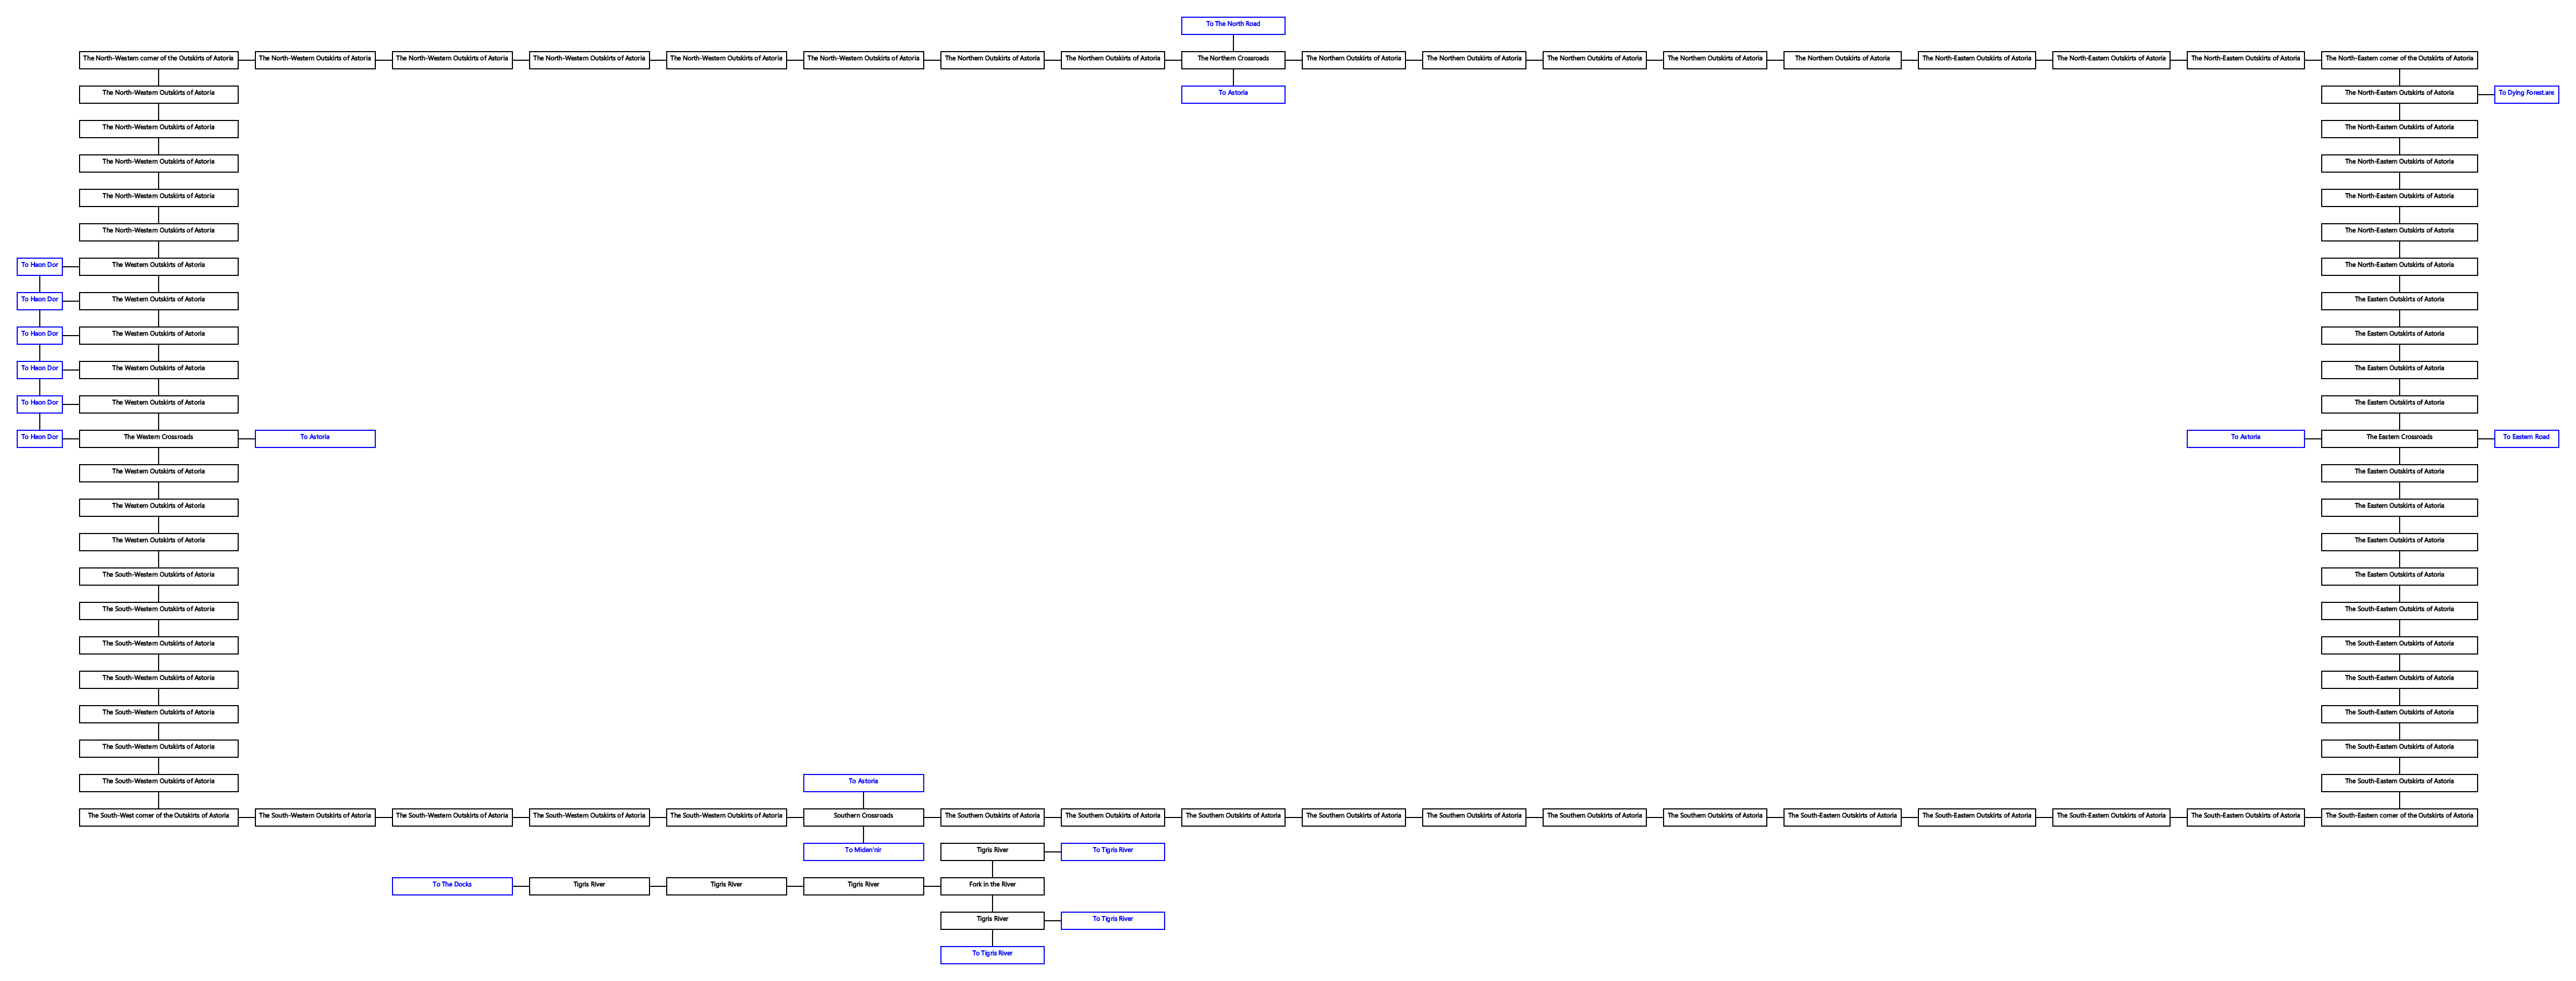 To The North Road
The North-Western corner of the Outskirts of Astoria The North-Western Outskirts of Astoria The North-Western Outskirts of Astoria The North-Western Outskirts of Astoria The North-Western Outskirts of Astoria The North-Western Outskirts of Astoria The Northern Outskirts of Astoria The Northern Outskirts of Astoria The Northern Crossroads The Northern Outskirts of Astoria The Northern Outskirts of Astoria The Northern Outskirts of Astoria The Northern Outskirts of Astoria The Northern Outskirts of Astoria The North-Eastern Outskirts of Astoria The North-Eastern Outskirts of Astoria The North-Eastern Outskirts of Astoria The North-Eastern corner of the Outskirts of Astoria
The North-Western Outskirts of Astoria To Astoria The North-Eastern Outskirts of Astoria To Dying Forest.are
The North-Western Outskirts of Astoria The North-Eastern Outskirts of Astoria
The North-Western Outskirts of Astoria The North-Eastern Outskirts of Astoria
The North-Western Outskirts of Astoria The North-Eastern Outskirts of Astoria
The North-Western Outskirts of Astoria The North-Eastern Outskirts of Astoria
To Haon Dor The Western Outskirts of Astoria The North-Eastern Outskirts of Astoria
To Haon Dor The Western Outskirts of Astoria The Eastern Outskirts of Astoria
To Haon Dor The Western Outskirts of Astoria The Eastern Outskirts of Astoria
To Haon Dor The Western Outskirts of Astoria The Eastern Outskirts of Astoria
To Haon Dor The Western Outskirts of Astoria The Eastern Outskirts of Astoria
To Haon Dor The Western Crossroads To Astoria To Astoria The Eastern Crossroads To Eastern Road
The Western Outskirts of Astoria The Eastern Outskirts of Astoria
The Western Outskirts of Astoria The Eastern Outskirts of Astoria
The Western Outskirts of Astoria The Eastern Outskirts of Astoria
The South-Western Outskirts of Astoria The Eastern Outskirts of Astoria
The South-Western Outskirts of Astoria The South-Eastern Outskirts of Astoria
The South-Western Outskirts of Astoria The South-Eastern Outskirts of Astoria
The South-Western Outskirts of Astoria The South-Eastern Outskirts of Astoria
The South-Western Outskirts of Astoria The South-Eastern Outskirts of Astoria
The South-Western Outskirts of Astoria The South-Eastern Outskirts of Astoria
The South-Western Outskirts of Astoria To Astoria The South-Eastern Outskirts of Astoria
The South-West corner of the Outskirts of Astoria The South-Western Outskirts of Astoria The South-Western Outskirts of Astoria The South-Western Outskirts of Astoria The South-Western Outskirts of Astoria Southern Crossroads The Southern Outskirts of Astoria The Southern Outskirts of Astoria The Southern Outskirts of Astoria The Southern Outskirts of Astoria The Southern Outskirts of Astoria The Southern Outskirts of Astoria The Southern Outskirts of Astoria The South-Eastern Outskirts of Astoria The South-Eastern Outskirts of Astoria The South-Eastern Outskirts of Astoria The South-Eastern Outskirts of Astoria The South-Eastern corner of the Outskirts of Astoria
To Miden'nir Tigris River To Tigris River
To The Docks Tigris River Tigris River Tigris River Fork in the River
Tigris River To Tigris River
To Tigris River